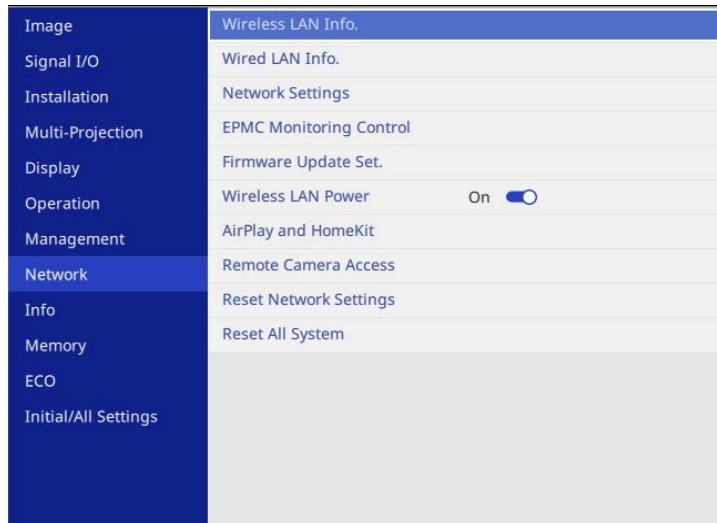 Image
Signal I/O
Installation
Multi-Projection
Display
Operation
Management
Network
Info
Memory
ECO
Initial/All Settings
Wireless LAN Info.
Wired LAN Info.
Network Settings
EPMC Monitoring Control
Firmware Update Set.
Wireless LAN Power On
AirPlay and HomeKit
Remote Camera Access
Reset Network Settings
Reset All System